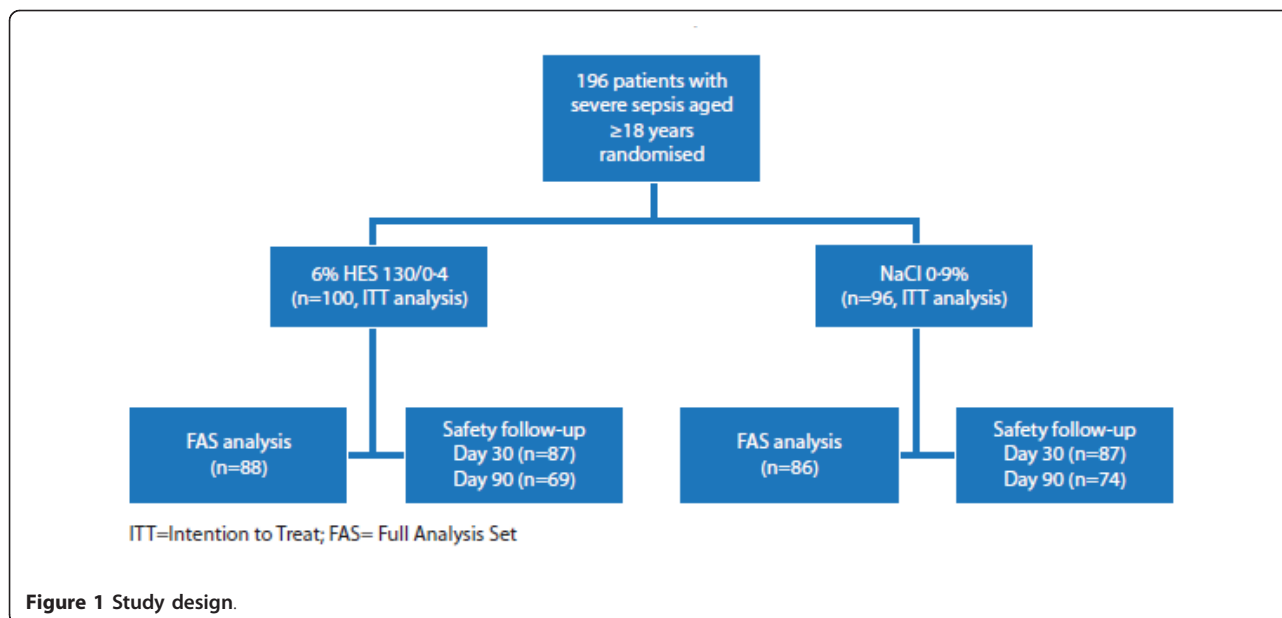 196 patients with
severe sepsis aged
≥18 years
randomised
6% HES 130/0·4
(n=100, ITT analysis)
NaCl 0·9%
(n=96, ITT analysis)
FAS analysis
(n=88)
Safety follow-up
Day 30 (n=87)
Day 90 (n=69)
FAS analysis
(n=86)
Safety follow-up
Day 30 (n=87)
Day 90 (n=74)
ITT=Intention to Treat; FAS= Full Analysis Set
Figure 1 Study design.